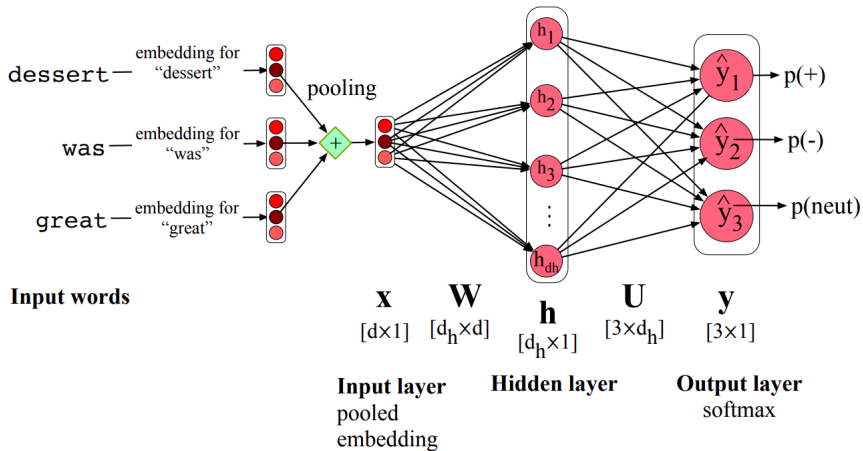 dessert
embedding for
“dessert”
pooling
was
embedding for
“was”
+
great
embedding for
“great”
h1
h2
h3
⋮
hdh
ŷ1
ŷ2
ŷ3
p(+)
p(-)
p(neut)
Input words
x
[d×1]
W
[dh×d]
h
[dh×1]
U
[3×dh]
y
[3×1]
Input layer
pooled
embedding
Hidden layer
Output layer
softmax